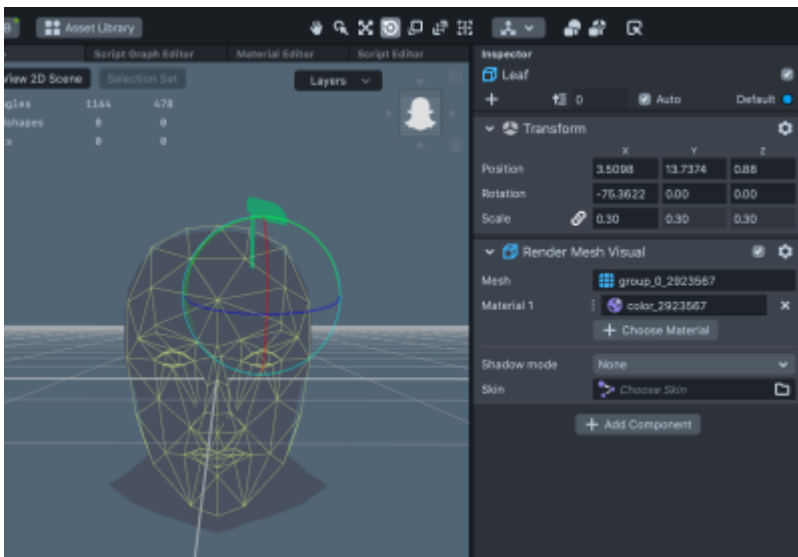 Asset Library
Script Graph Editor
Material Editor
Script Editor
View 2D Scene
Selection Set
Layers
1144 478
0 0
0 0
Inspector
Leaf
0 Auto Default
Transform
X Y Z
Position 3.5098 13.7374 0.88
Rotation -75.3622 0.00 0.00
Scale 0.30 0.30 0.30
Render Mesh Visual
Mesh group_0_2923567
Material 1 color_2923567
+ Choose Material
Shadow mode None
Skin Choose Skin
+ Add Component